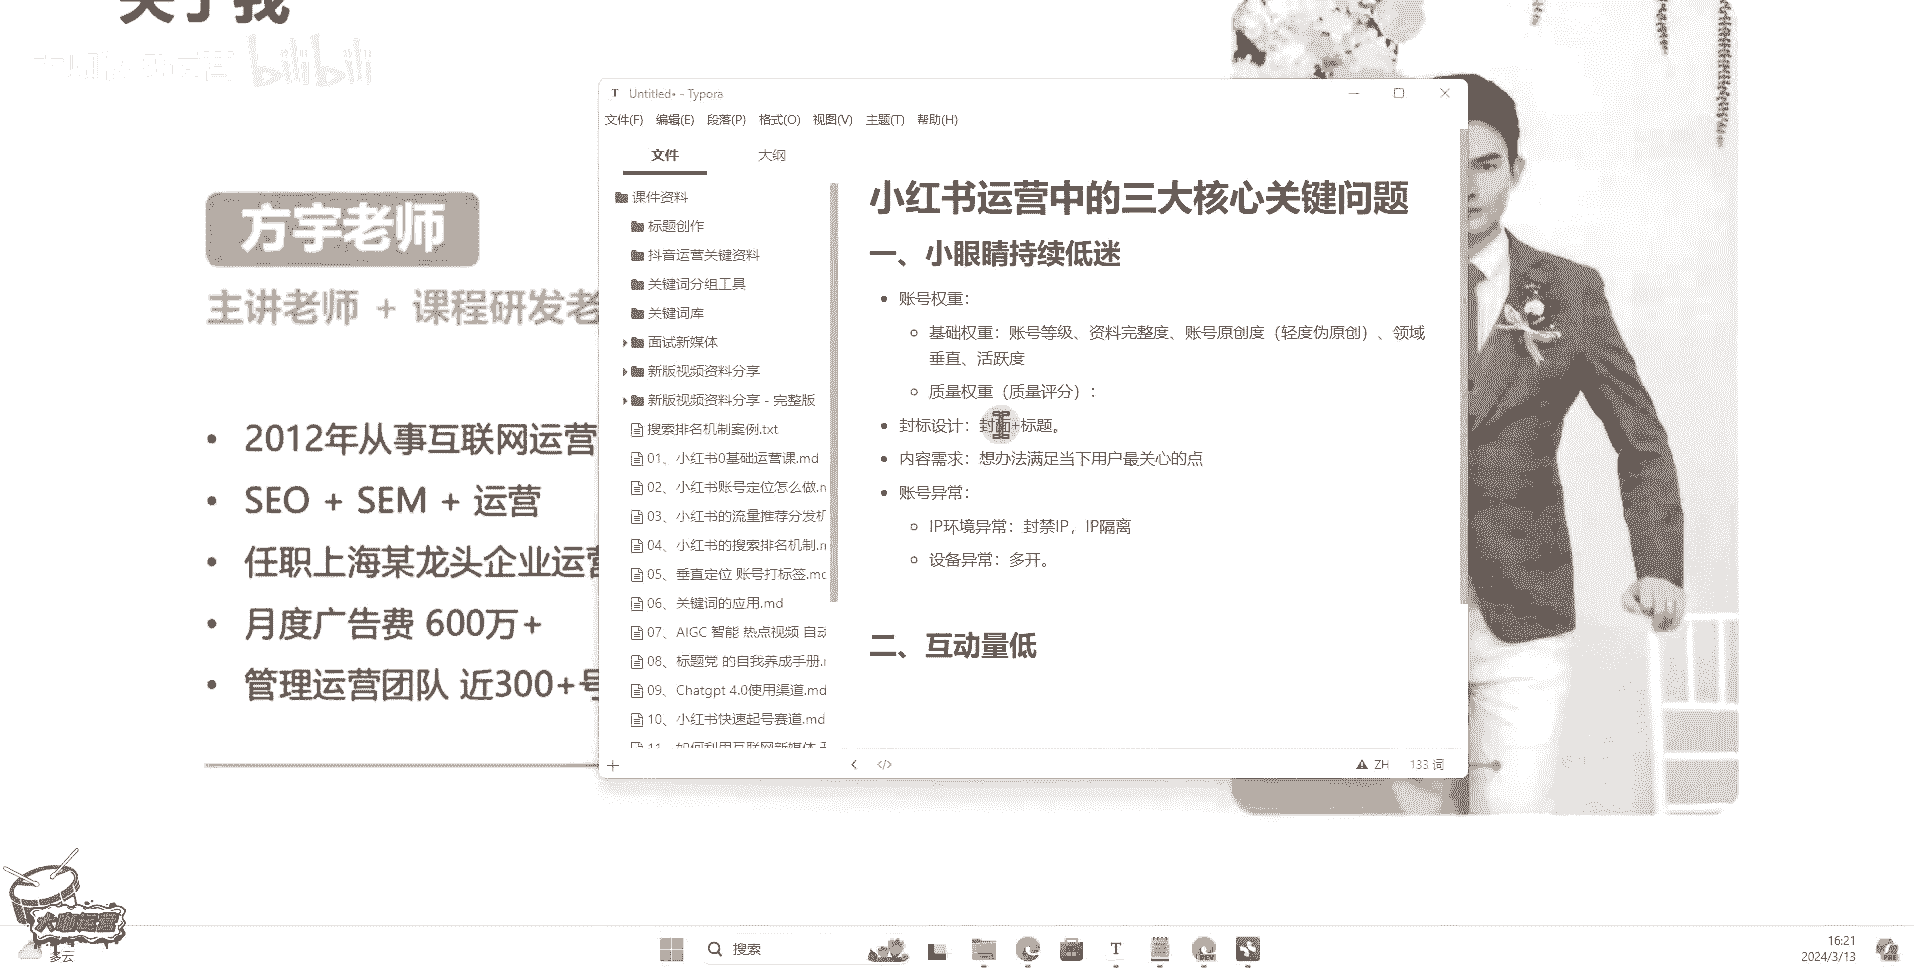 关于我
bilibili
方宇老师
主讲老师 + 课程研发老
2012年从事互联网运营
SEO + SEM + 运营
任职上海某龙头企业运营
月度广告费 600万+
管理运营团队 近300+号
Untitled• - Typora
文件(F) 编辑(E) 段落(P) 格式(O) 视图(V) 主题(T) 帮助(H)
文件 大纲
课件资料
标题创作
抖音运营关键资料
关键词分组工具
关键词库
面试新媒体
新版视频资料分享
新版视频资料分享 - 完整版
搜索排名机制案例.txt
01、小红书0基础运营课.md
02、小红书账号定位怎么做.m
03、小红书的流量推荐分发机
04、小红书的搜索排名机制.m
05、垂直定位 账号打标签.md
06、关键词的应用.md
07、AIGC 智能 热点视频 自动
08、标题党 的自我养成手册.m
09、Chatgpt 4.0使用渠道.md
10、小红书快速起号赛道.md
11、如何利用互联网新媒体
小红书运营中的三大核心关键问题
一、小眼睛持续低迷
账号权重：
基础权重：账号等级、资料完整度、账号原创度（轻度伪原创）、领域
垂直、活跃度
质量权重（质量评分）：
封标设计：封面+标题。
内容需求：想办法满足当下用户最关心的点
账号异常：
IP环境异常：封禁IP，IP隔离
设备异常：多开。
二、互动量低
ZH 133 词
大咖运营
多云
搜索
16:21
2024/3/13